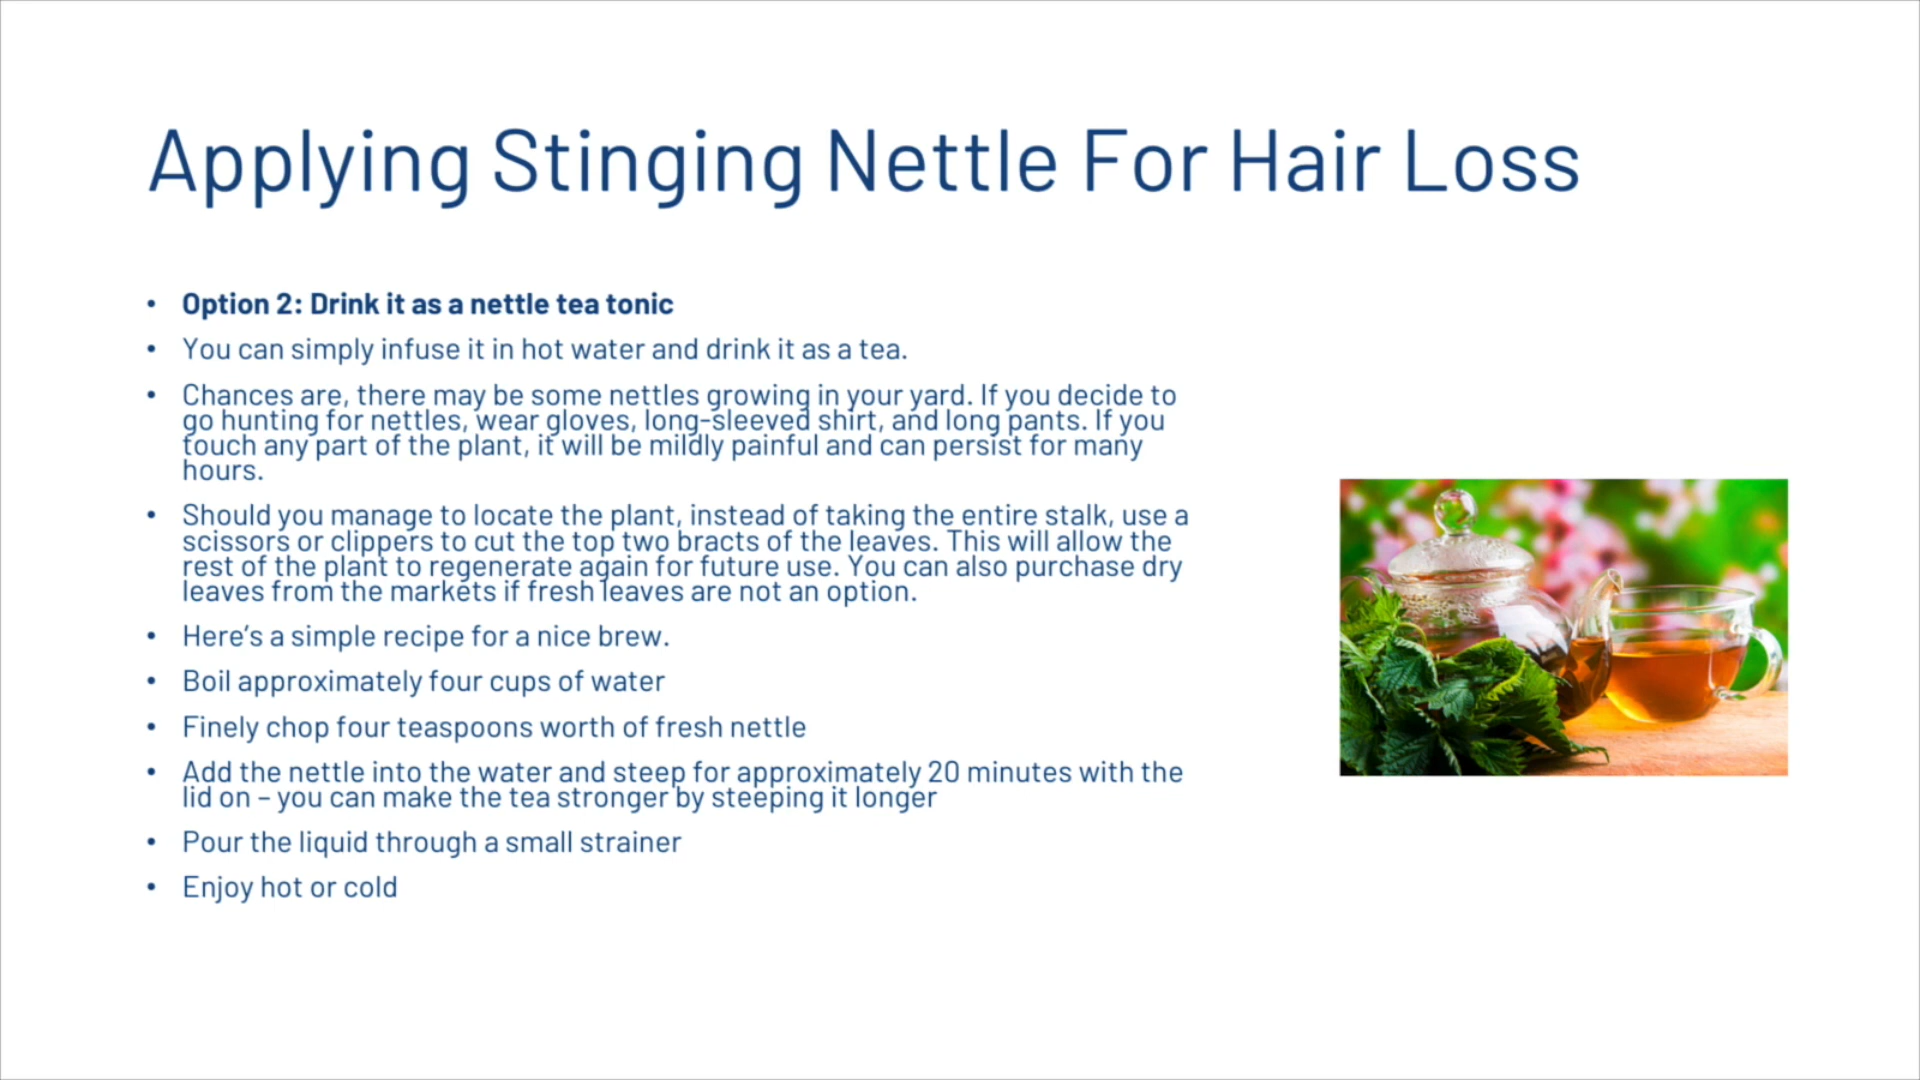 Applying Stinging Nettle For Hair Loss
• Option 2: Drink it as a nettle tea tonic
• You can simply infuse it in hot water and drink it as a tea.
• Chances are, there may be some nettles growing in your yard. If you decide to
go hunting for nettles, wear gloves, long-sleeved shirt, and long pants. If you
touch any part of the plant, it will be mildly painful and can persist for many
hours.
• Should you manage to locate the plant, instead of taking the entire stalk, use a
scissors or clippers to cut the top two bracts of the leaves. This will allow the
rest of the plant to regenerate again for future use. You can also purchase dry
leaves from the markets if fresh leaves are not an option.
• Here’s a simple recipe for a nice brew.
• Boil approximately four cups of water
• Finely chop four teaspoons worth of fresh nettle
• Add the nettle into the water and steep for approximately 20 minutes with the
lid on – you can make the tea stronger by steeping it longer
• Pour the liquid through a small strainer
• Enjoy hot or cold